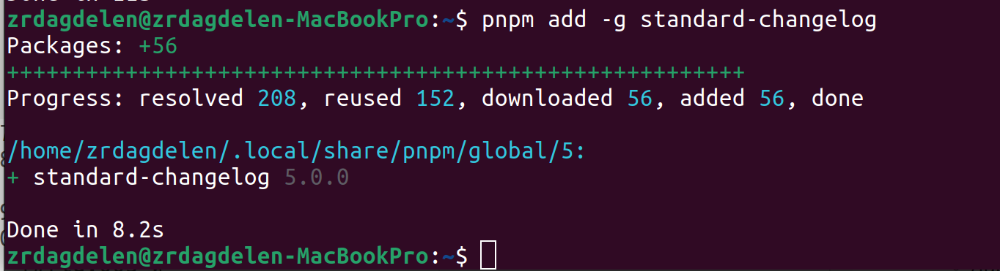 zrdagdelen@zrdagdelen-MacBookPro:~$ pnpm add -g standard-changelog
Packages: +56
++++++++++++++++++++++++++++++++++++++++++++++++++++++++
Progress: resolved 208, reused 152, downloaded 56, added 56, done
/home/zrdagdelen/.local/share/pnpm/global/5:
+ standard-changelog 5.0.0
Done in 8.2s
zrdagdelen@zrdagdelen-MacBookPro:~$